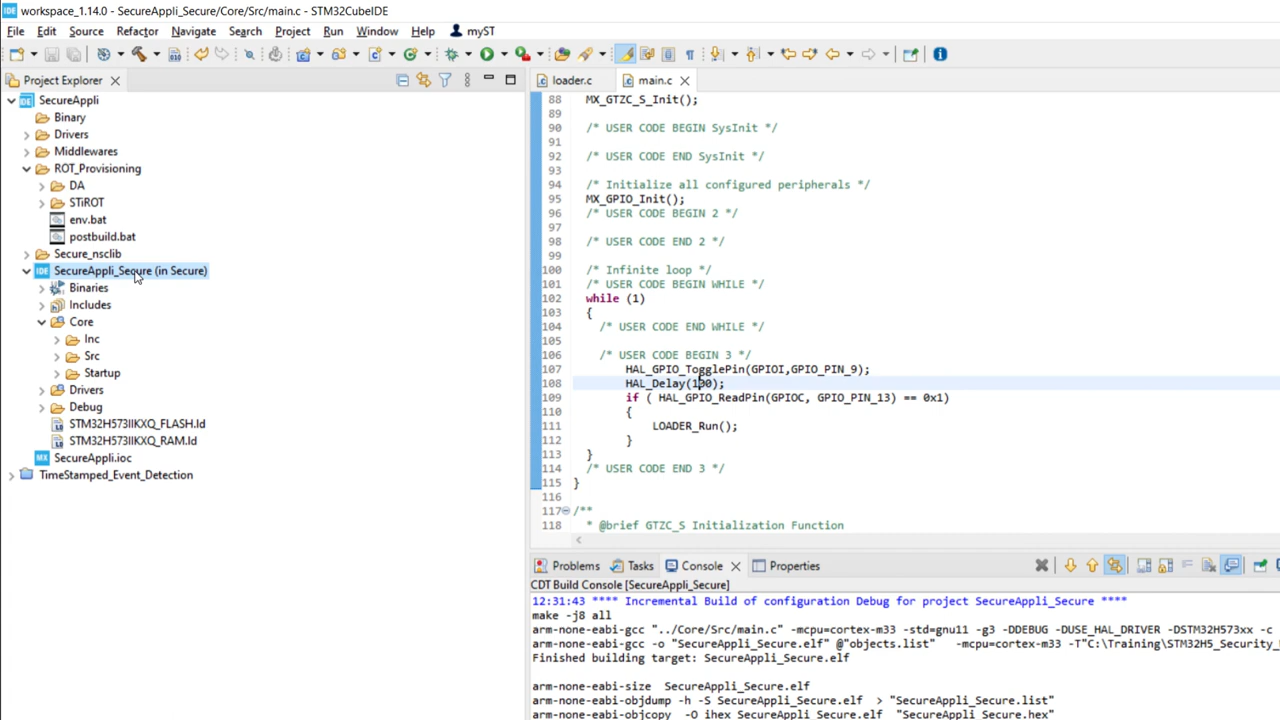 workspace_1.14.0 - SecureAppli_Secure/Core/Src/main.c - STM32CubeIDE
File Edit Source Refactor Navigate Search Project Run Window Help myST
Project Explorer
SecureAppli
Binary
Drivers
Middlewares
ROT_Provisioning
DA
STiROT
env.bat
postbuild.bat
Secure_nsclib
SecureAppli_Secure (in Secure)
Binaries
Includes
Core
Inc
Src
Startup
Drivers
Debug
STM32H573IIKXQ_FLASH.ld
STM32H573IIKXQ_RAM.ld
SecureAppli.ioc
TimeStamped_Event_Detection
loader.c main.c
88 MX_GTZC_S_Init();
89
90 /* USER CODE BEGIN SysInit */
91
92 /* USER CODE END SysInit */
93
94 /* Initialize all configured peripherals */
95 MX_GPIO_Init();
96 /* USER CODE BEGIN 2 */
97
98 /* USER CODE END 2 */
99
100 /* Infinite loop */
101 /* USER CODE BEGIN WHILE */
102 while (1)
103 {
104 /* USER CODE END WHILE */
105
106 /* USER CODE BEGIN 3 */
107 HAL_GPIO_TogglePin(GPIOI,GPIO_PIN_9);
108 HAL_Delay(100);
109 if ( HAL_GPIO_ReadPin(GPIOC, GPIO_PIN_13) == 0x1)
110 {
111 LOADER_Run();
112 }
113 }
114 /* USER CODE END 3 */
115 }
116
117 /**
118 * @brief GTZC_S Initialization Function
Problems Tasks Console Properties
CDT Build Console [SecureAppli_Secure]
12:31:43 **** Incremental Build of configuration Debug for project SecureAppli_Secure ****
make -j8 all
arm-none-eabi-gcc "../Core/Src/main.c" -mcpu=cortex-m33 -std=gnu11 -g3 -DDEBUG -DUSE_HAL_DRIVER -DSTM32H573xx -c
arm-none-eabi-gcc -o "SecureAppli_Secure.elf" @"objects.list" -mcpu=cortex-m33 -T"C:\Training\STM32H5_Security_
Finished building target: SecureAppli_Secure.elf
arm-none-eabi-size SecureAppli_Secure.elf
arm-none-eabi-objdump -h -S SecureAppli_Secure.elf > "SecureAppli_Secure.list"
arm-none-eabi-objcopy -O ihex SecureAppli_Secure.elf "SecureAppli_Secure.hex"